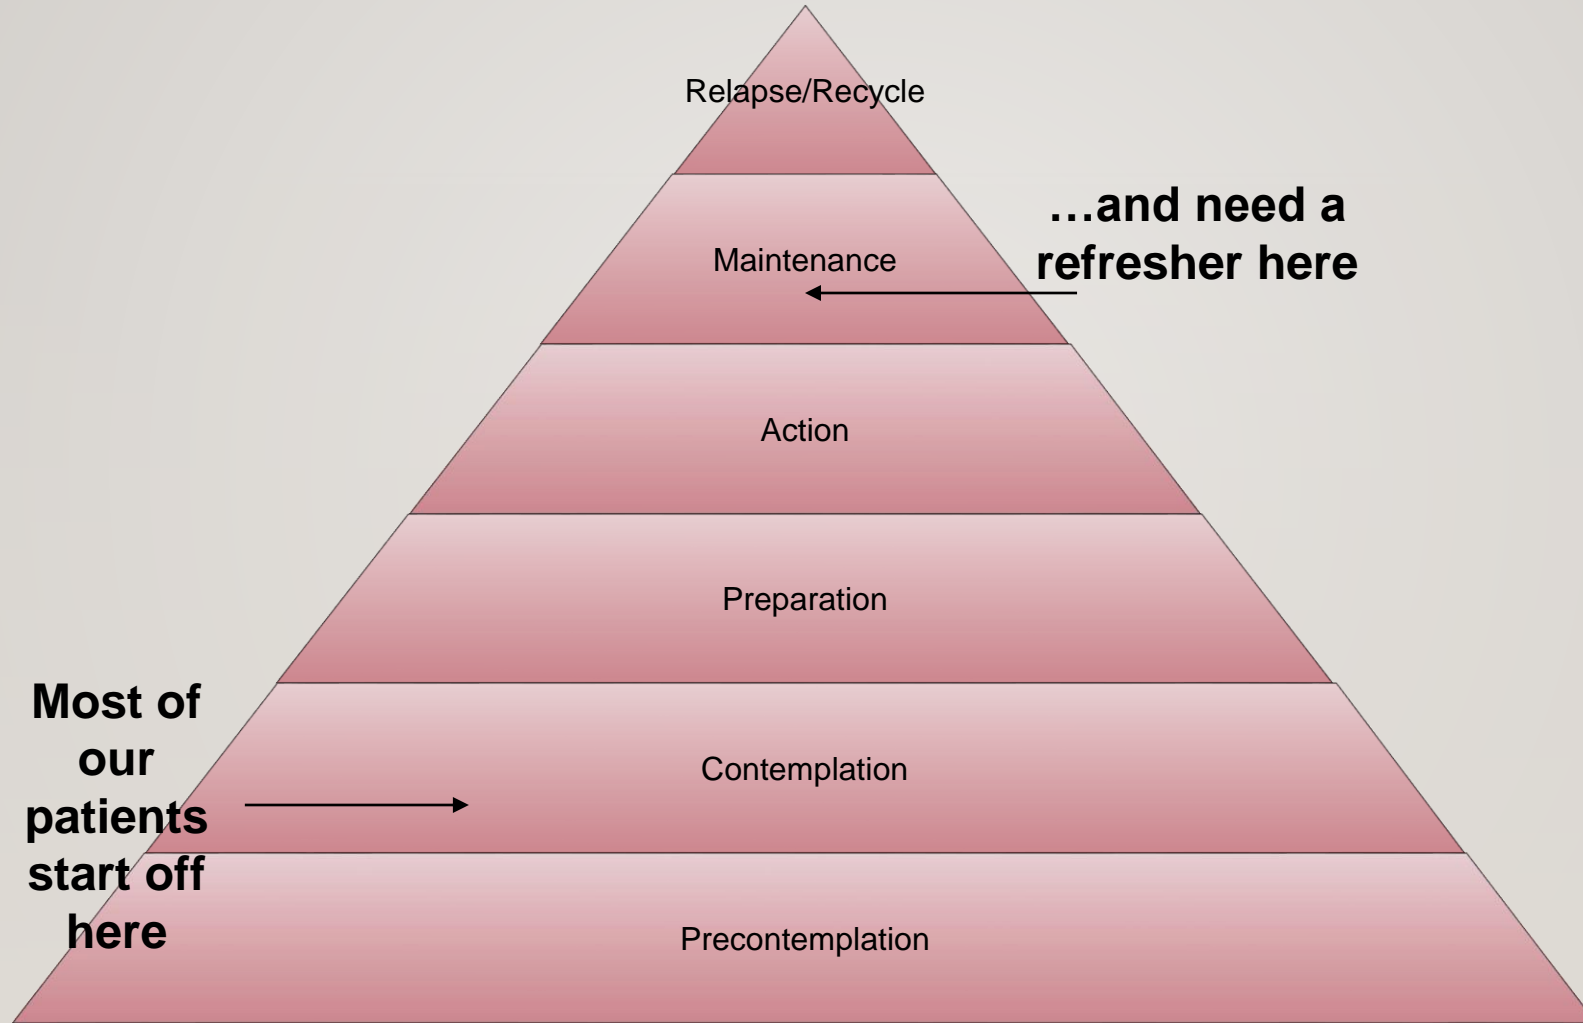 Relapse/Recycle
…and need a
refresher here
Maintenance
Action
Preparation
Most of
our
patients
start off
here
Contemplation
Precontemplation